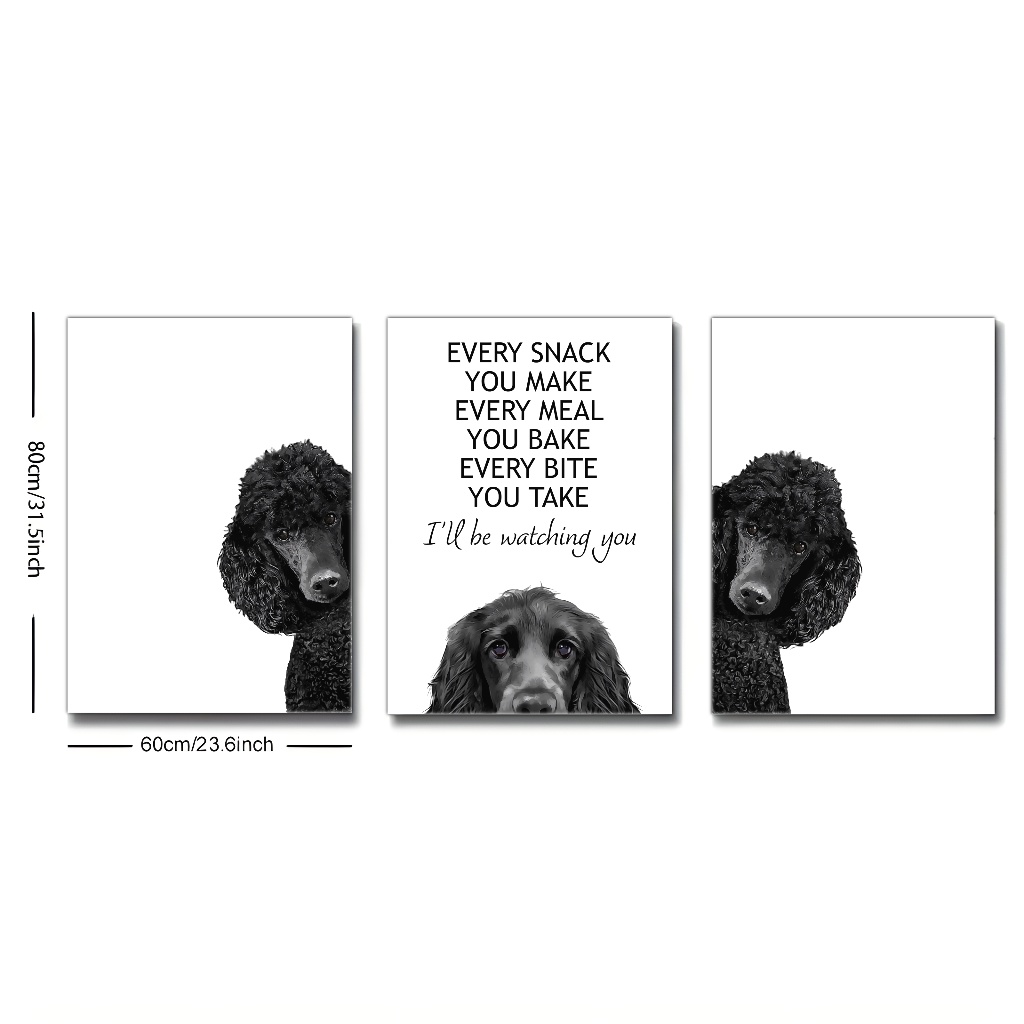 EVERY SNACK
YOU MAKE
EVERY MEAL
YOU BAKE
EVERY BITE
YOU TAKE
I'll be watching you
80cm/31.5inch
60cm/23.6inch